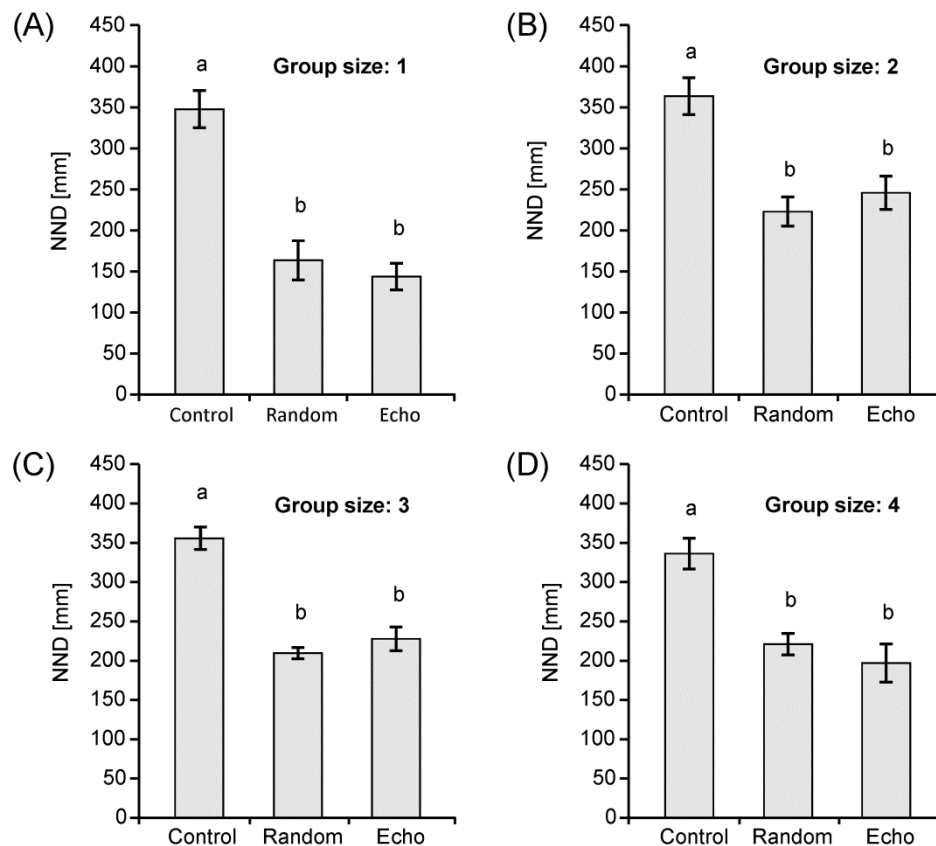 (A)
Group size: 1
NND [mm]
450
400
350
300
250
200
150
100
50
0
a
b
b
Control
Random
Echo
(B)
Group size: 2
NND [mm]
450
400
350
300
250
200
150
100
50
0
a
b
b
Control
Random
Echo
(C)
Group size: 3
NND [mm]
450
400
350
300
250
200
150
100
50
0
a
b
b
Control
Random
Echo
(D)
Group size: 4
NND [mm]
450
400
350
300
250
200
150
100
50
0
a
b
b
Control
Random
Echo